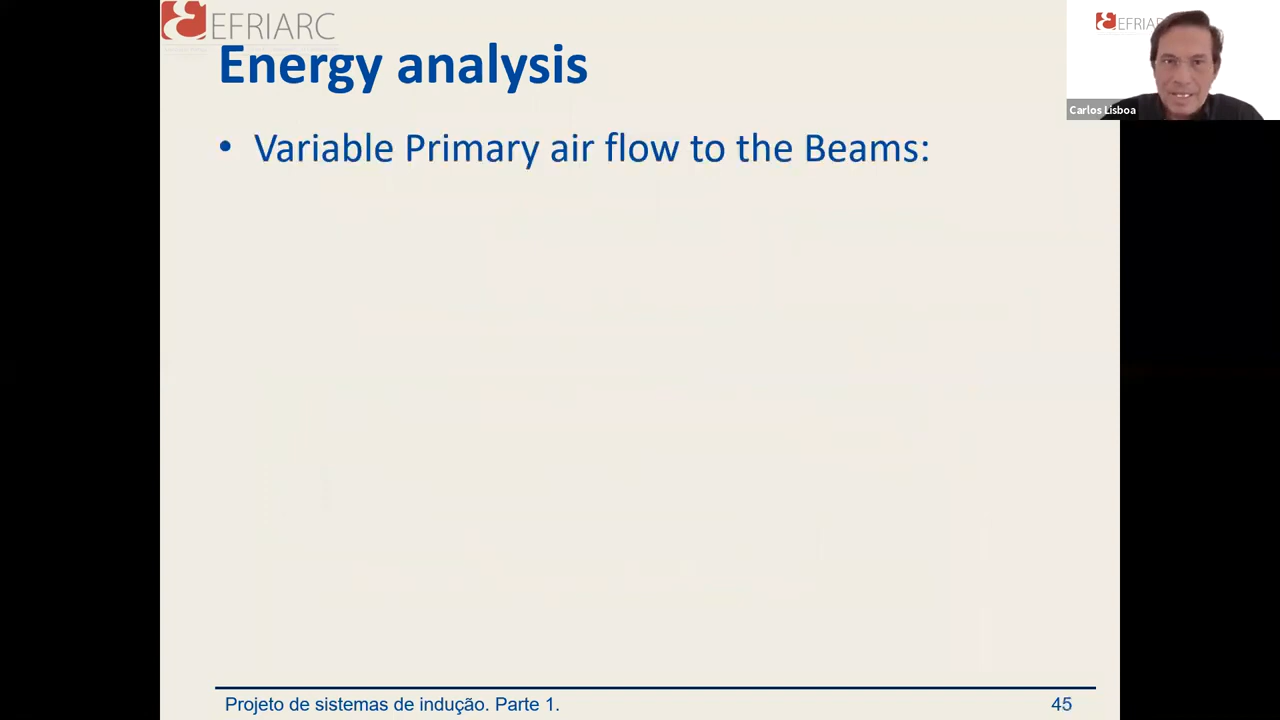 EFRIARC
Energy analysis
• Variable Primary air flow to the Beams:
EFRIARC
Carlos Lisboa
Projeto de sistemas de indução. Parte 1.
45